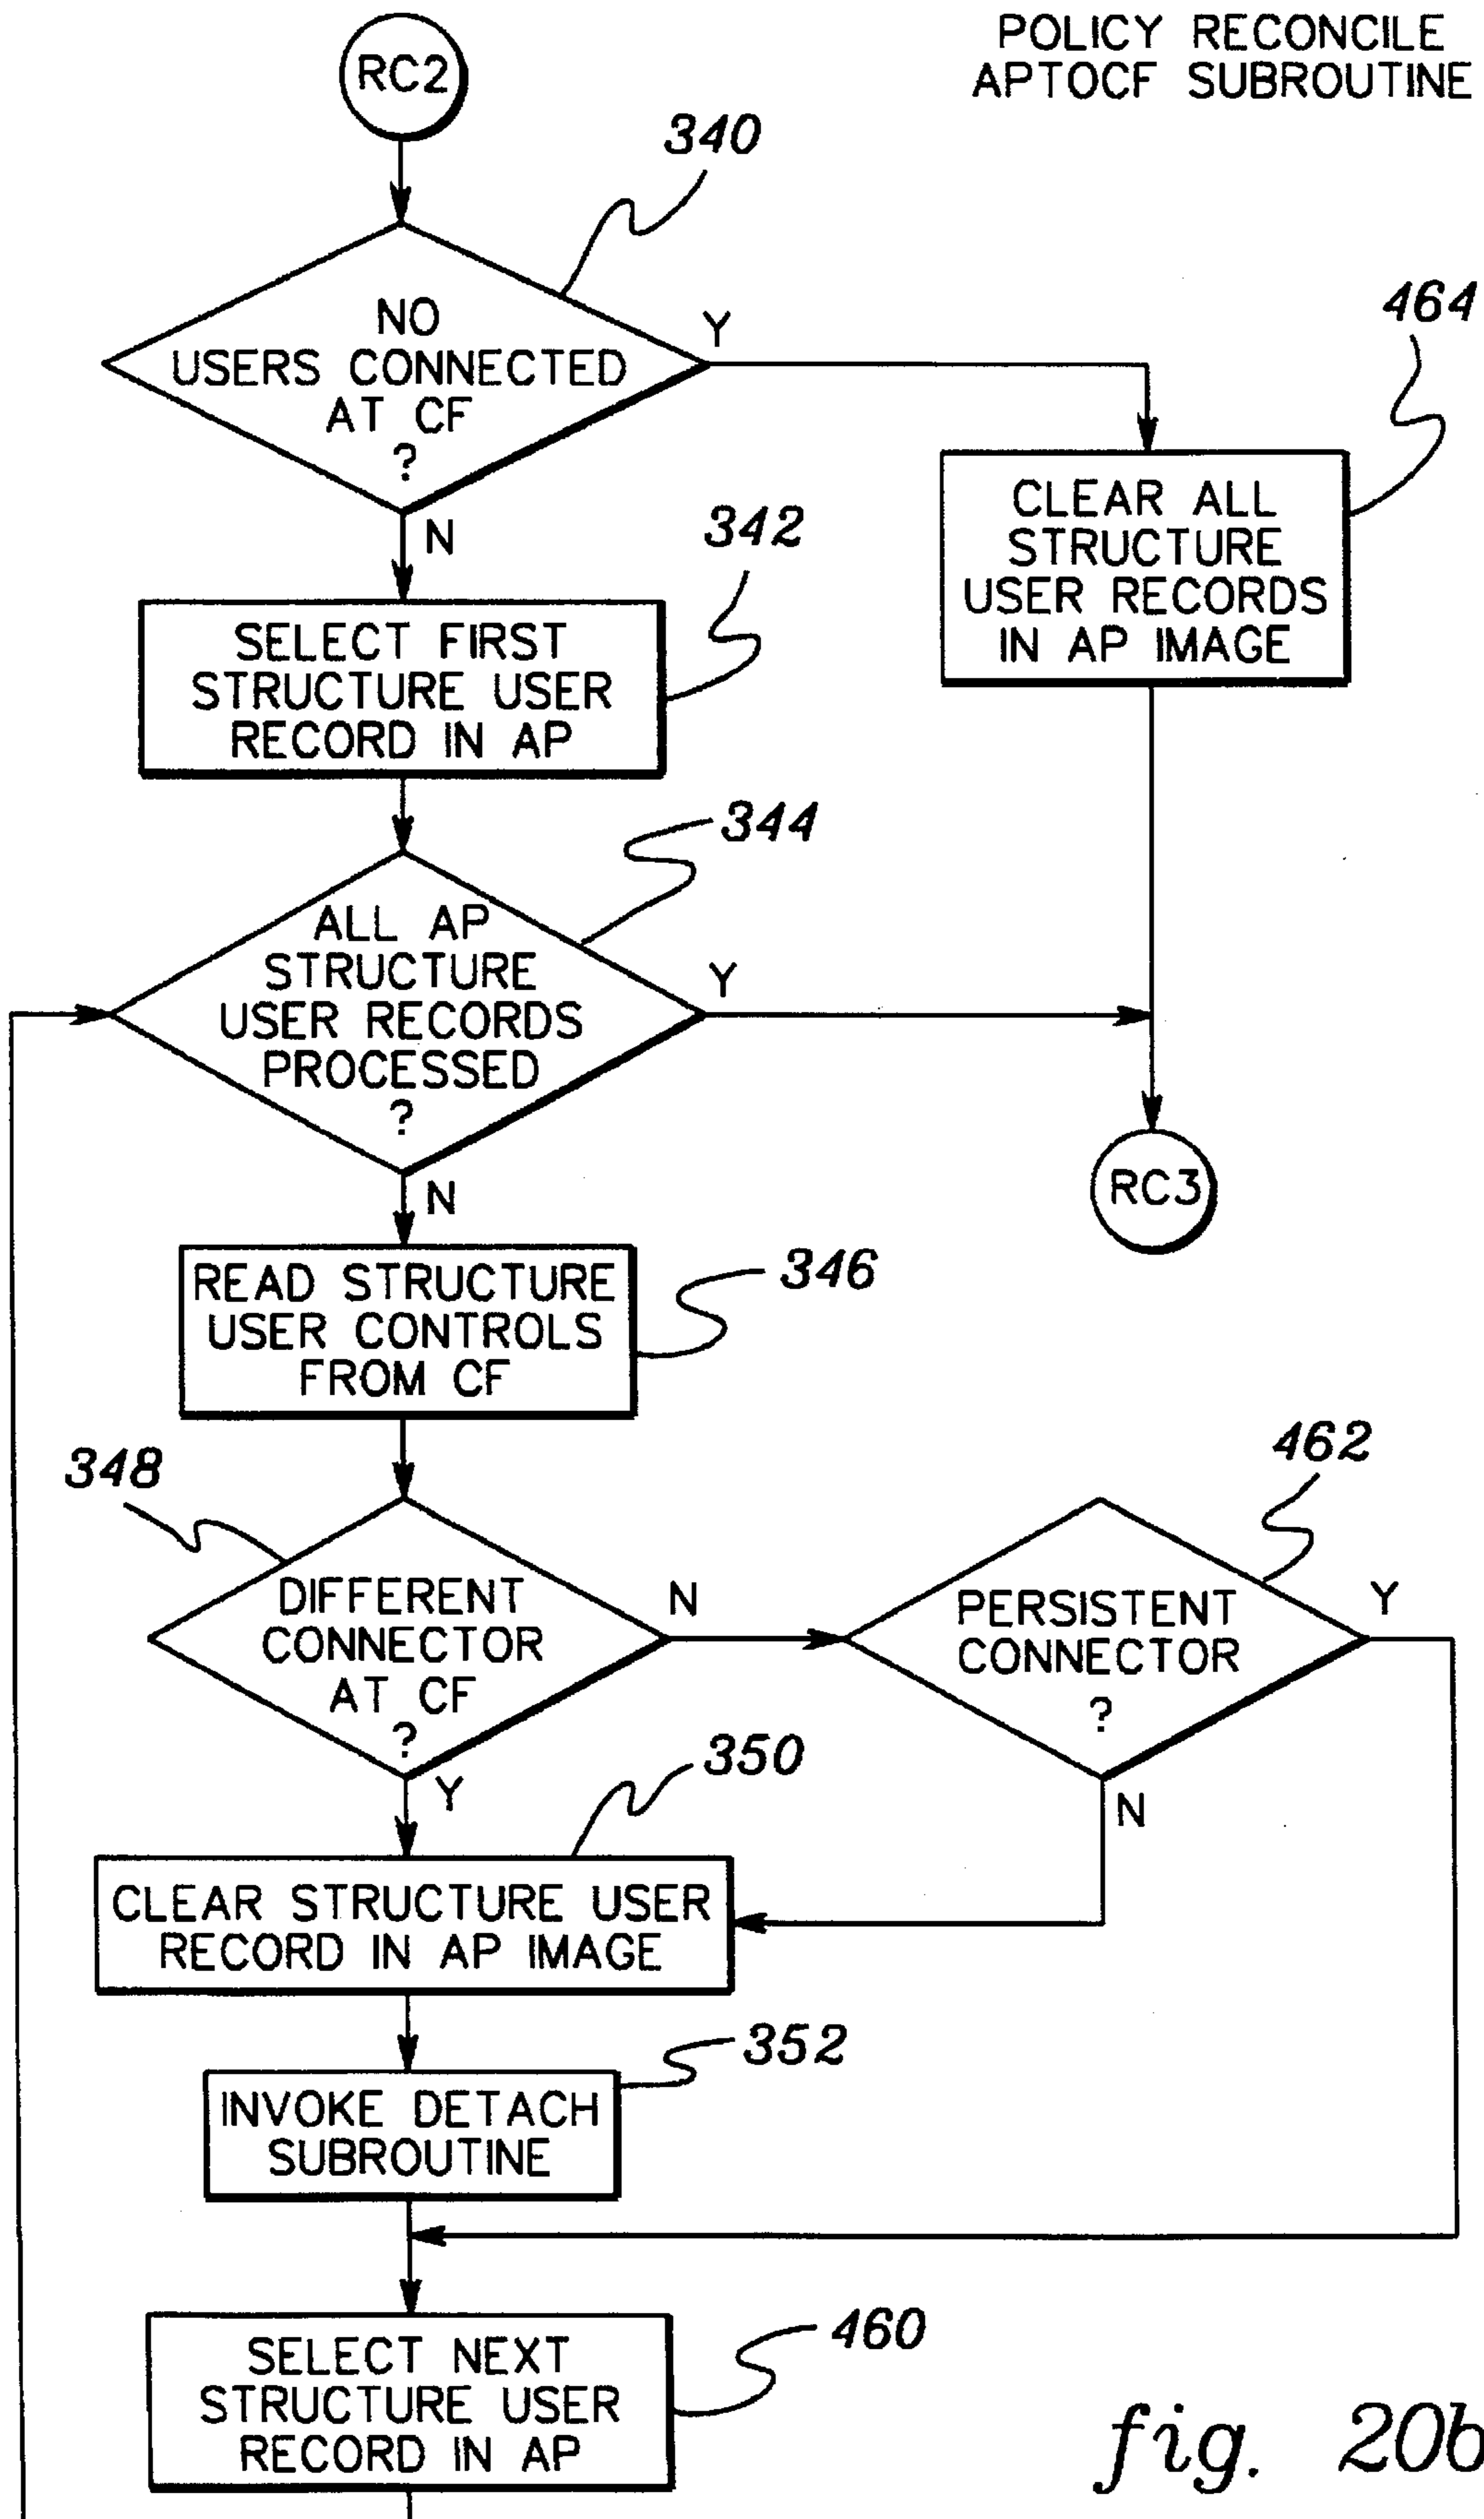 POLICY RECONCILE
APTOCF SUBROUTINE
RC2
340
NO
USERS CONNECTED
AT CF
?
Y
N
464
CLEAR ALL
STRUCTURE
USER RECORDS
IN AP IMAGE
342
SELECT FIRST
STRUCTURE USER
RECORD IN AP
344
ALL AP
STRUCTURE
USER RECORDS
PROCESSED
?
Y
N
RC3
346
READ STRUCTURE
USER CONTROLS
FROM CF
348
DIFFERENT
CONNECTOR
AT CF
?
N
Y
462
PERSISTENT
CONNECTOR
?
Y
N
350
CLEAR STRUCTURE USER
RECORD IN AP IMAGE
352
INVOKE DETACH
SUBROUTINE
460
SELECT NEXT
STRUCTURE USER
RECORD IN AP
fig. 20b